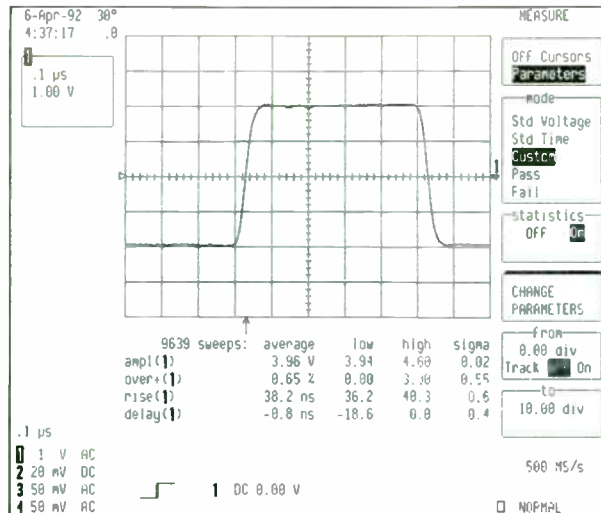 6-Apr-92
4:37:17
.1 µs
1.00 V
MEASURE
OFF Cursors
Parameters
mode
Std Voltage
Std Time
Custom
Pass
Fail
statistics
OFF On
CHANGE
PARAMETERS
from
0.00 div
Track On
to
10.00 div
1
9639 sweeps: average low high sigma
ampl(1) 3.96 V 3.94 4.60 0.02
over+(1) 0.65 % 0.00 0.55
rise(1) 38.2 ns 36.2 40.3 0.6
delay(1) -0.8 ns -18.6 0.4
.1 µs
1 1 V AC
2 20 mV DC
3 50 mV AC
4 50 mV AC
1 DC 0.00 V
500 MS/s
NORMAL